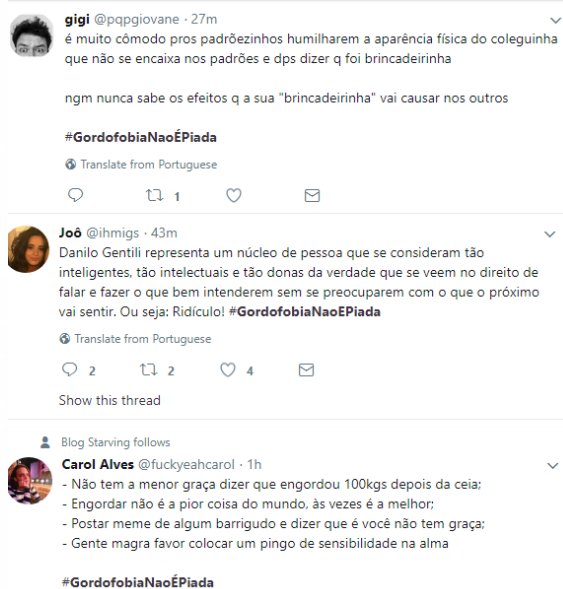 gigi @pqpgiovane · 27m
é muito cômodo pros padrõezinhos humilharem a aparência física do coleguinha
que não se encaixa nos padrões e dps dizer q foi brincadeirinha
ngm nunca sabe os efeitos q a sua "brincadeirinha" vai causar nos outros
#GordofobiaNaoÉPiada
Translate from Portuguese
1
Joô @ihmigs · 43m
Danilo Gentili representa um núcleo de pessoa que se consideram tão
inteligentes, tão intelectuais e tão donas da verdade que se veem no direito de
falar e fazer o que bem intenderem sem se preocuparem com o que o próximo
vai sentir. Ou seja: Ridículo! #GordofobiaNaoEPiada
Translate from Portuguese
2 2 4
Show this thread
Blog Starving follows
Carol Alves @fuckyeahcarol · 1h
- Não tem a menor graça dizer que engordou 100kgs depois da ceia;
- Engordar não é a pior coisa do mundo, às vezes é a melhor;
- Postar meme de algum barrigudo e dizer que é você não tem graça;
- Gente magra favor colocar um pingo de sensibilidade na alma
#GordofobiaNaoÉPiada